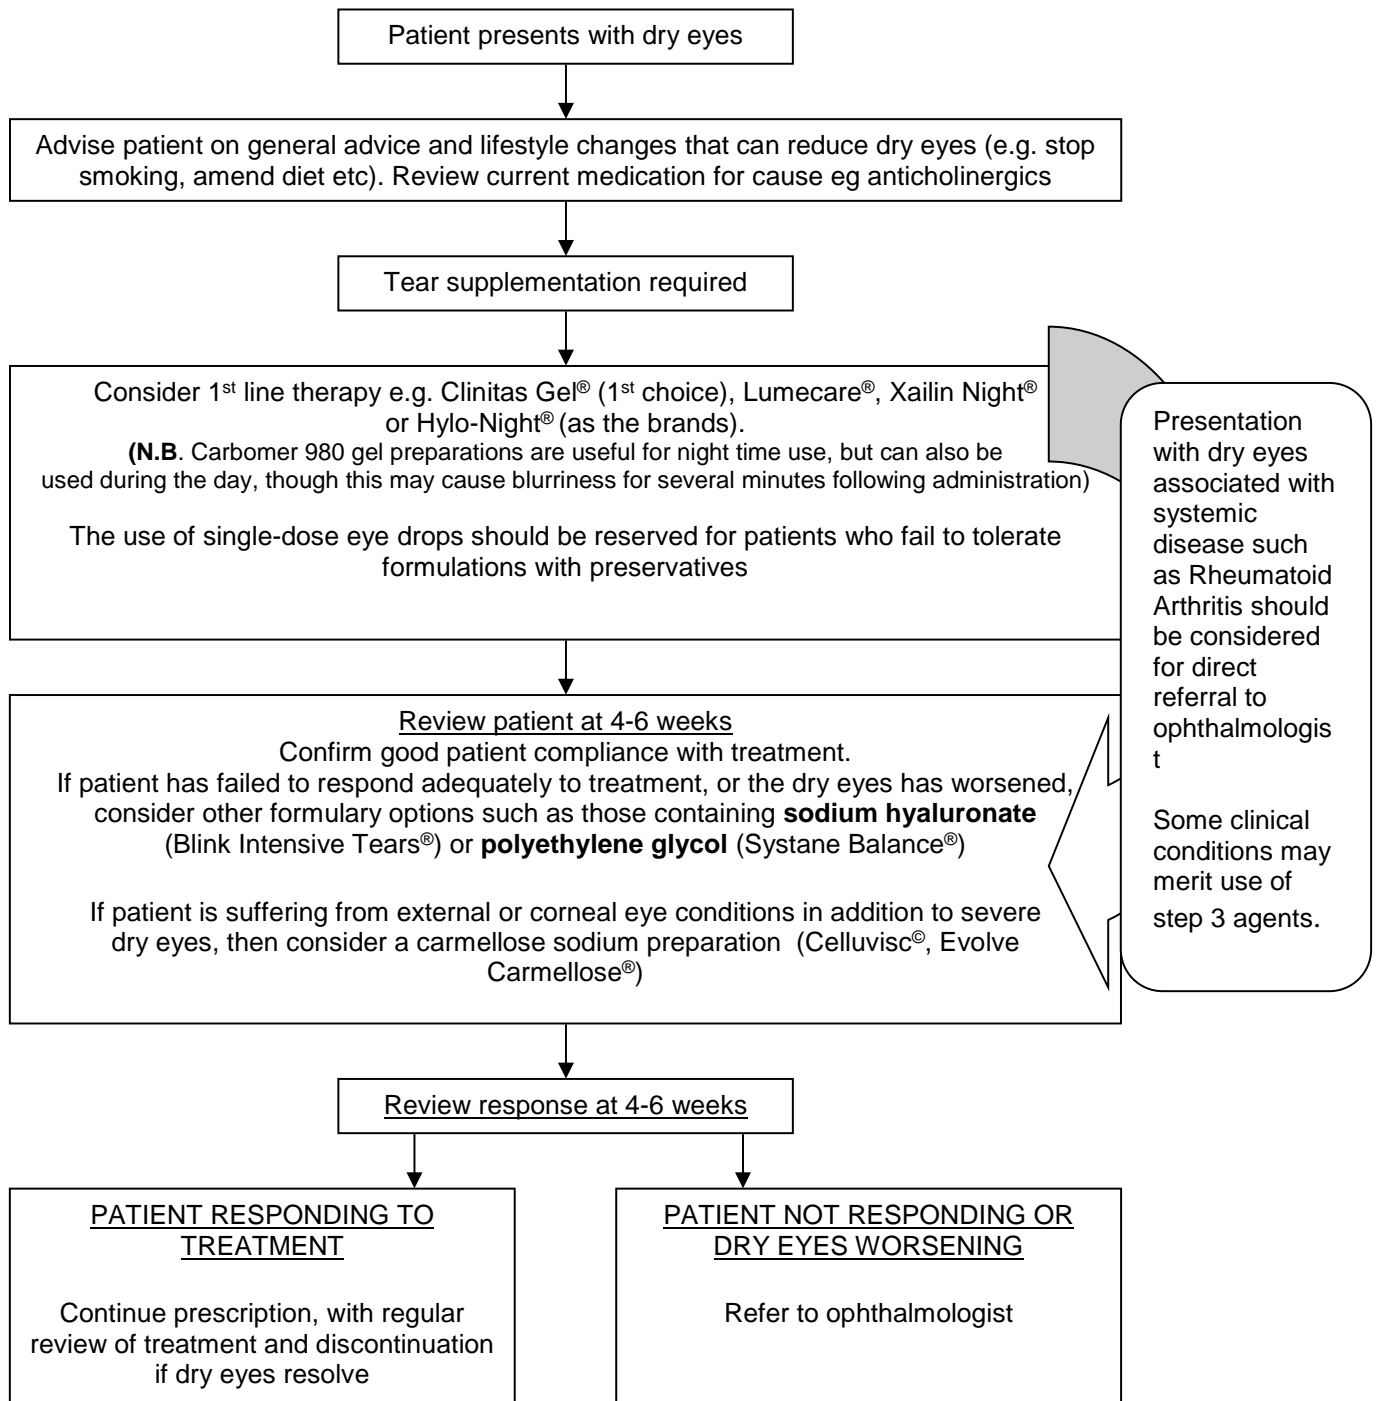 Patient presents with dry eyes
Advise patient on general advice and lifestyle changes that can reduce dry eyes (e.g. stop
smoking, amend diet etc). Review current medication for cause eg anticholinergics
Tear supplementation required
Consider 1st line therapy e.g. Clinitas Gel® (1st choice), Lumecare®, Xailin Night®
or Hylo-Night® (as the brands).
(N.B. Carbomer 980 gel preparations are useful for night time use, but can also be
used during the day, though this may cause blurriness for several minutes following administration)
The use of single-dose eye drops should be reserved for patients who fail to tolerate
formulations with preservatives
Presentation
with dry eyes
associated with
systemic
disease such
as Rheumatoid
Arthritis should
be considered
for direct
referral to
ophthalmologis
t
Some clinical
conditions may
merit use of
step 3 agents.
Review patient at 4-6 weeks
Confirm good patient compliance with treatment.
If patient has failed to respond adequately to treatment, or the dry eyes has worsened,
consider other formulary options such as those containing sodium hyaluronate
(Blink Intensive Tears®) or polyethylene glycol (Systane Balance®)
If patient is suffering from external or corneal eye conditions in addition to severe
dry eyes, then consider a carmellose sodium preparation (Celluvisc©, Evolve
Carmellose®)
Review response at 4-6 weeks
PATIENT RESPONDING TO
TREATMENT
Continue prescription, with regular
review of treatment and discontinuation
if dry eyes resolve
PATIENT NOT RESPONDING OR
DRY EYES WORSENING
Refer to ophthalmologist